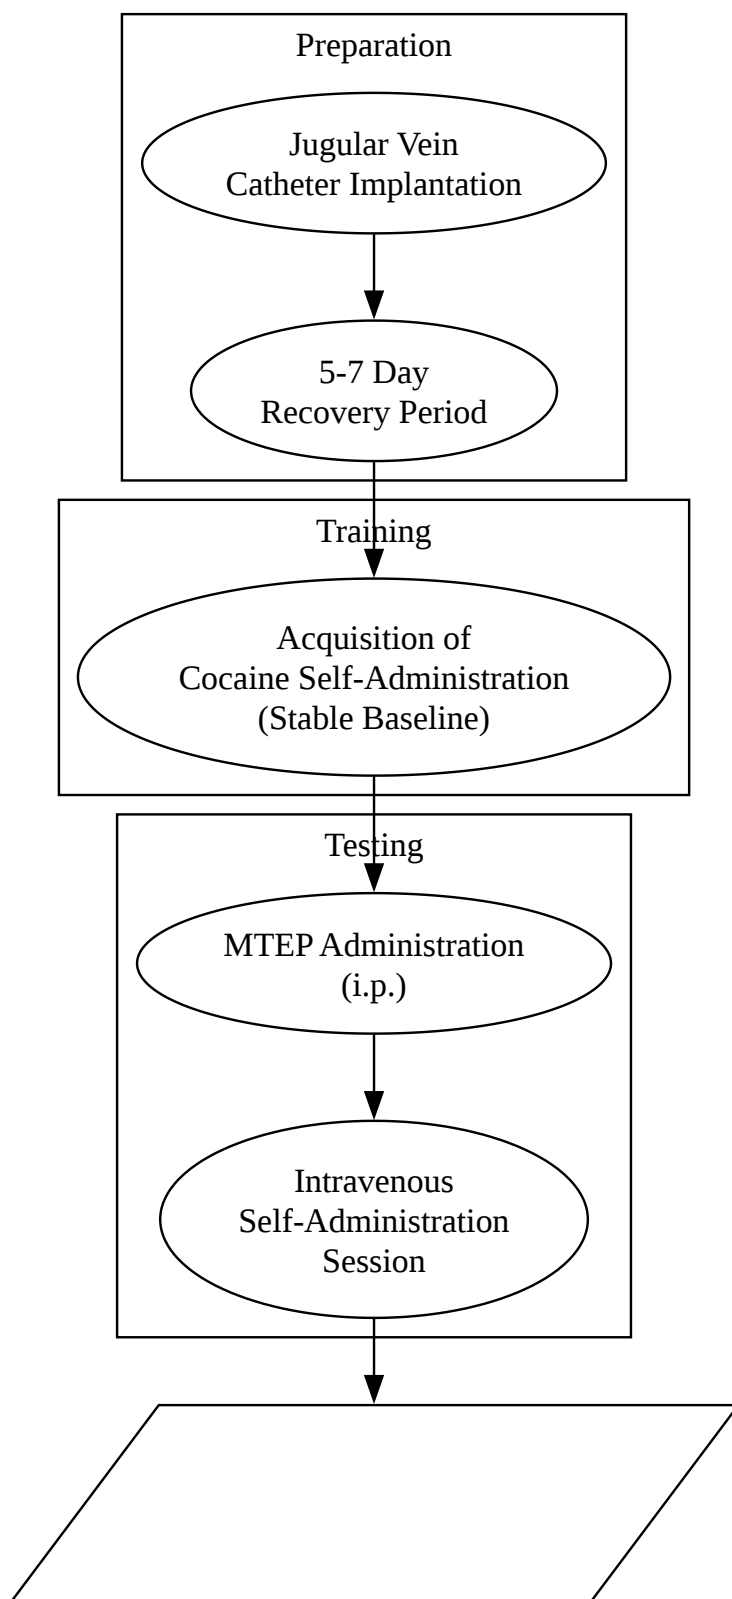 Preparation
Jugular Vein
Catheter Implantation
5-7 Day
Recovery Period
Training
Acquisition of
Cocaine Self-Administration
(Stable Baseline)
Testing
MTEP Administration
(i.p.)
Intravenous
Self-Administration
Session